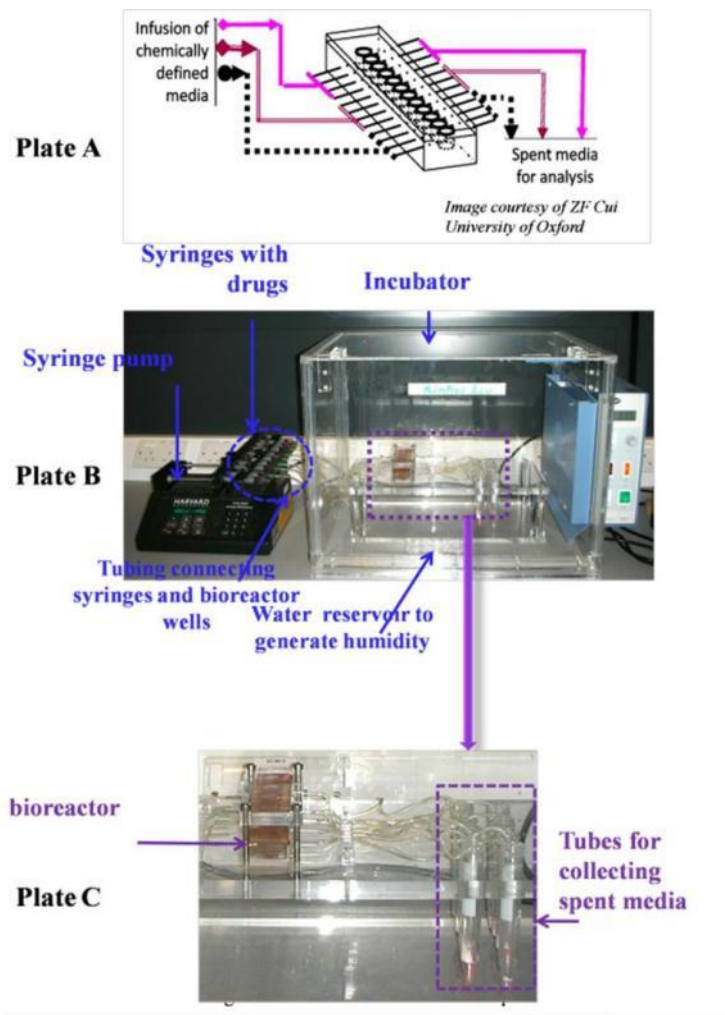 Infusion of
chemically
defined
media
Plate A
Spent media
for analysis
Image courtesy of ZF Cui
University of Oxford
Syringes with
drugs
Incubator
Syringe pump
Plate B
HARVARD
Tubing connecting
syringes and bioreactor
wells
Water reservoir to
generate humidity
bioreactor
Tubes for
collecting
spent media
Plate C